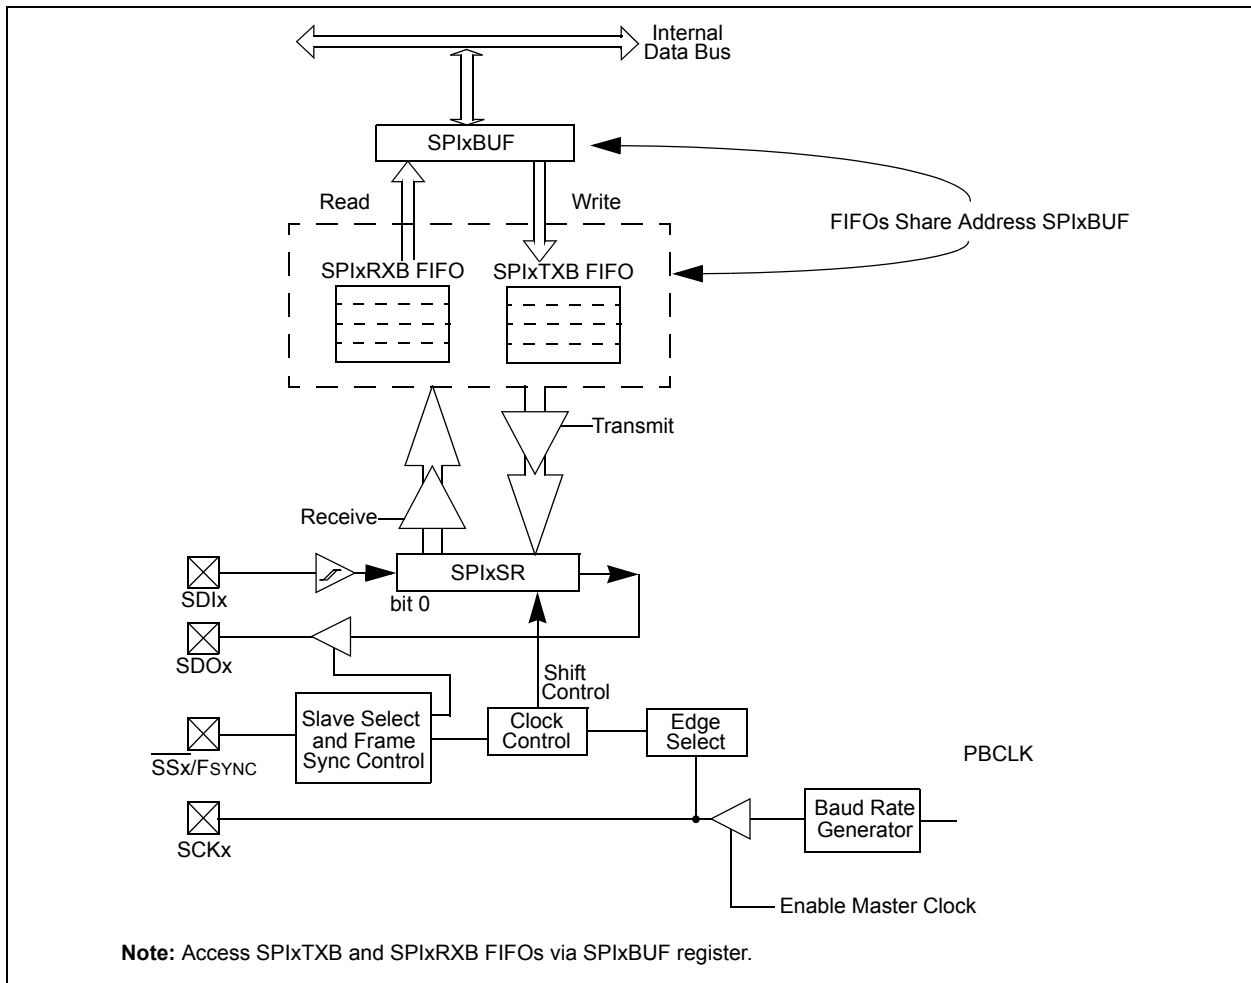 Internal
Data Bus
SPIxBUF
Read
Write
FIFOs Share Address SPIxBUF
SPIxRXB FIFO
SPIxTXB FIFO
Transmit
Receive
SPIxSR
SDIx
bit 0
SDOx
Shift
Control
Slave Select
and Frame
Sync Control
Clock
Control
Edge
Select
SSx/FSYNC
PBCLK
Baud Rate
Generator
SCKx
Enable Master Clock
Note: Access SPIxTXB and SPIxRXB FIFOs via SPIxBUF register.